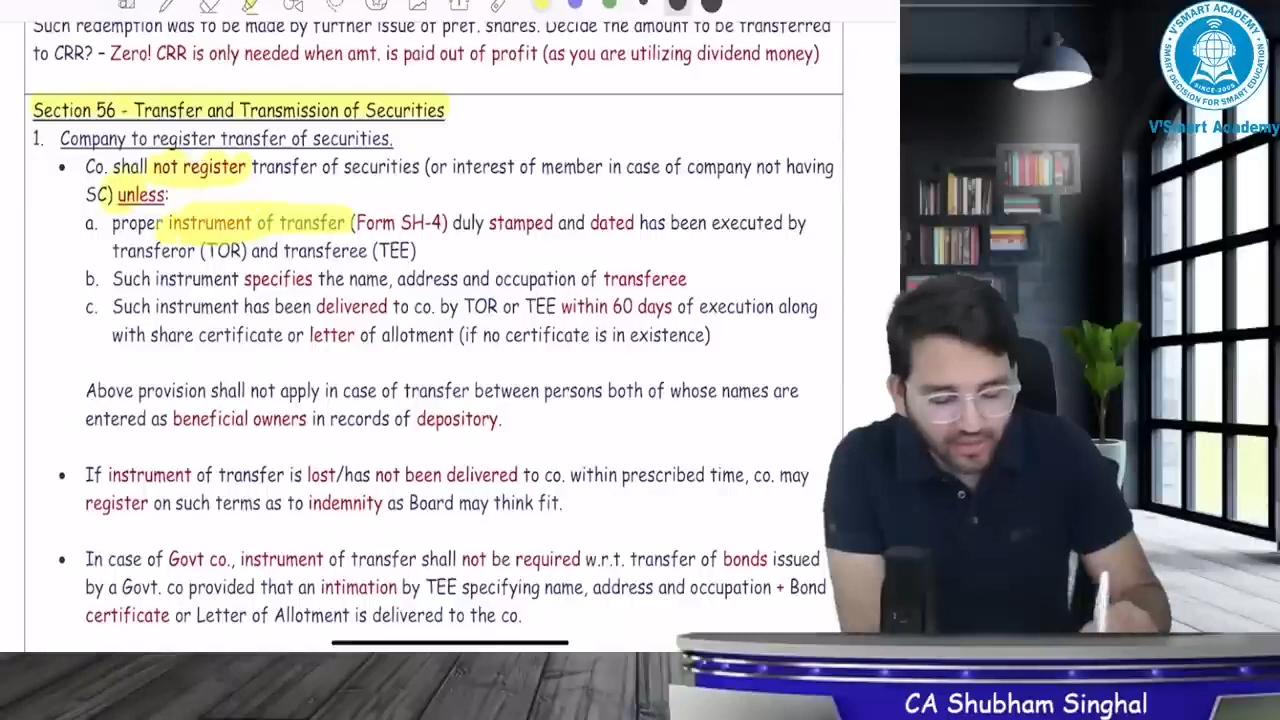 Such redemption was to be made by further issue of pref. shares. Decide the amount to be transferred
to CRR? – Zero! CRR is only needed when amt. is paid out of profit (as you are utilizing dividend money)
Section 56 - Transfer and Transmission of Securities
1. Company to register transfer of securities.
• Co. shall not register transfer of securities (or interest of member in case of company not having
SC) unless:
a. proper instrument of transfer (Form SH-4) duly stamped and dated has been executed by
transferor (TOR) and transferee (TEE)
b. Such instrument specifies the name, address and occupation of transferee
c. Such instrument has been delivered to co. by TOR or TEE within 60 days of execution along
with share certificate or letter of allotment (if no certificate is in existence)
Above provision shall not apply in case of transfer between persons both of whose names are
entered as beneficial owners in records of depository.
• If instrument of transfer is lost/has not been delivered to co. within prescribed time, co. may
register on such terms as to indemnity as Board may think fit.
• In case of Govt co., instrument of transfer shall not be required w.r.t. transfer of bonds issued
by a Govt. co provided that an intimation by TEE specifying name, address and occupation + Bond
certificate or Letter of Allotment is delivered to the co.
V'SMART ACADEMY
SMART DECISION FOR SMART EDUCATION
SINCE-2005
V'Smart Academy
CA Shubham Singhal